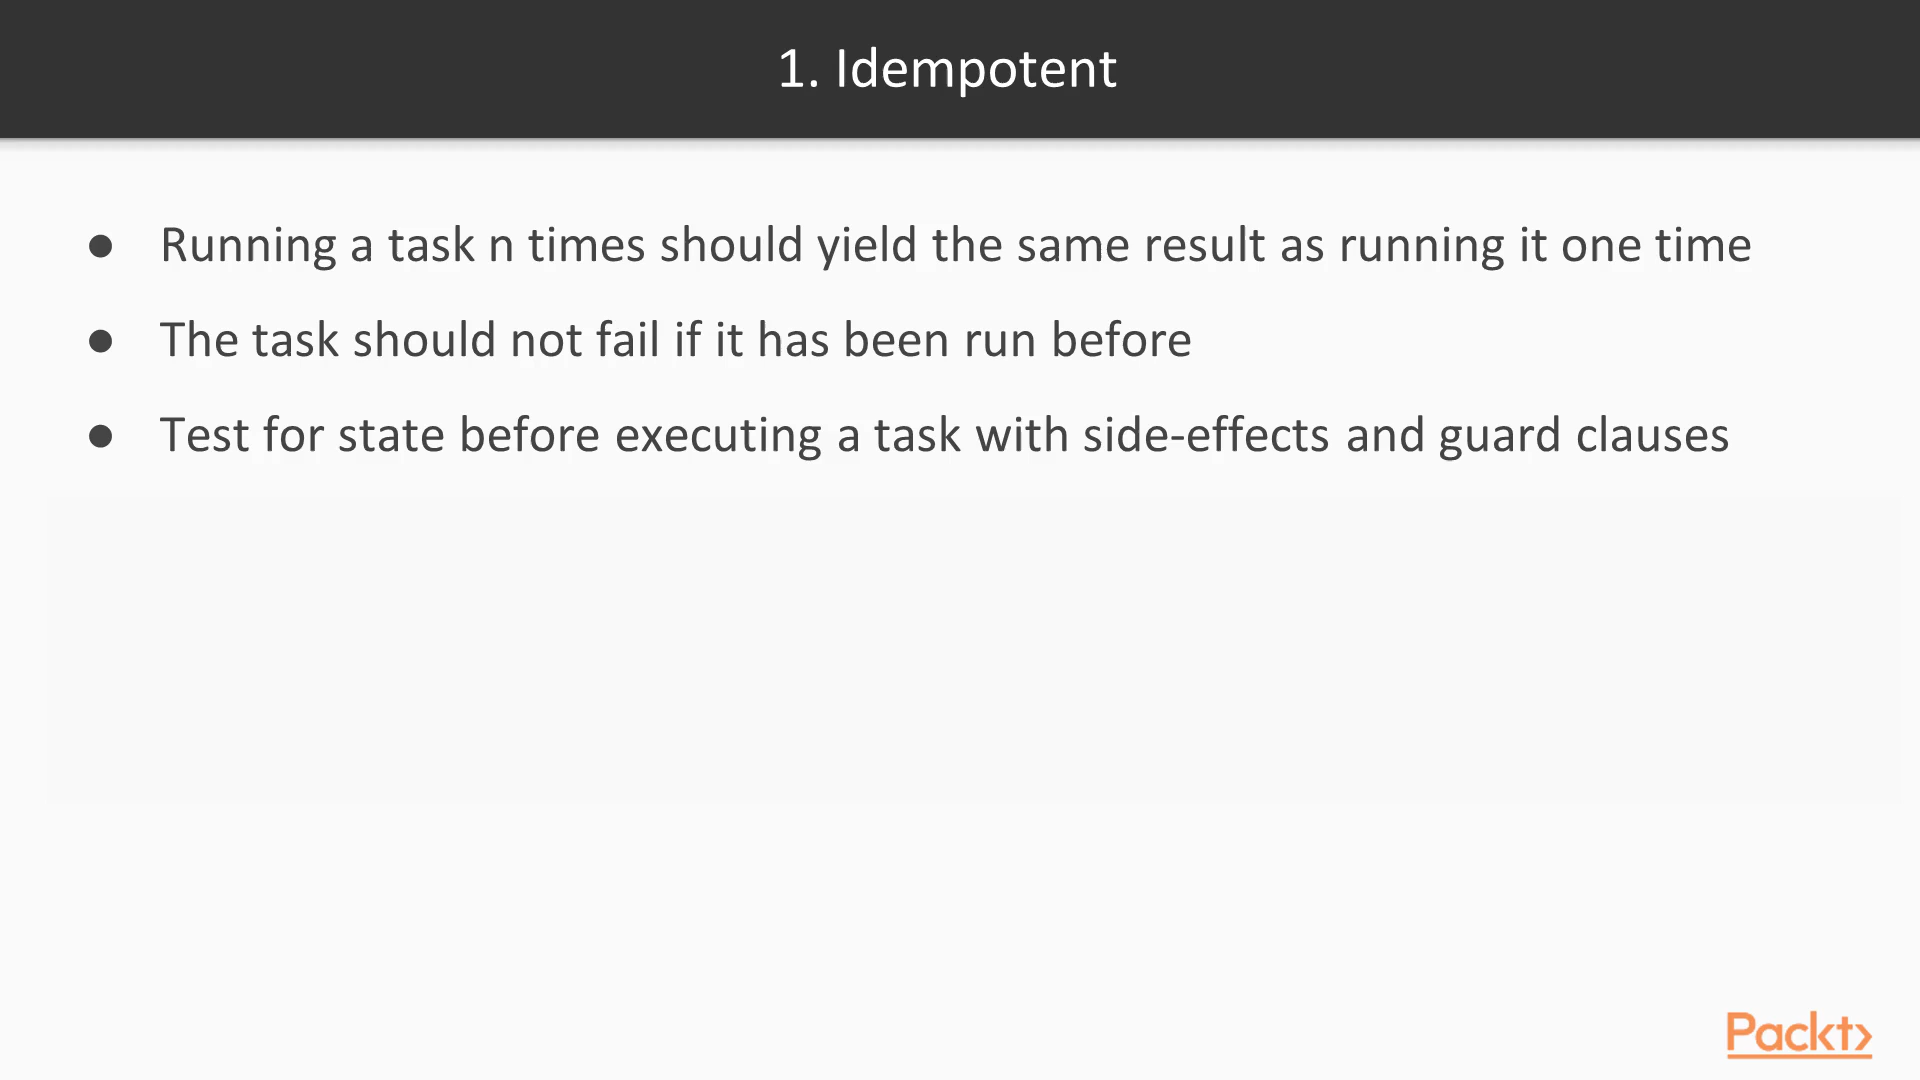 1. Idempotent
● Running a task n times should yield the same result as running it one time
● The task should not fail if it has been run before
● Test for state before executing a task with side-effects and guard clauses
Packt>